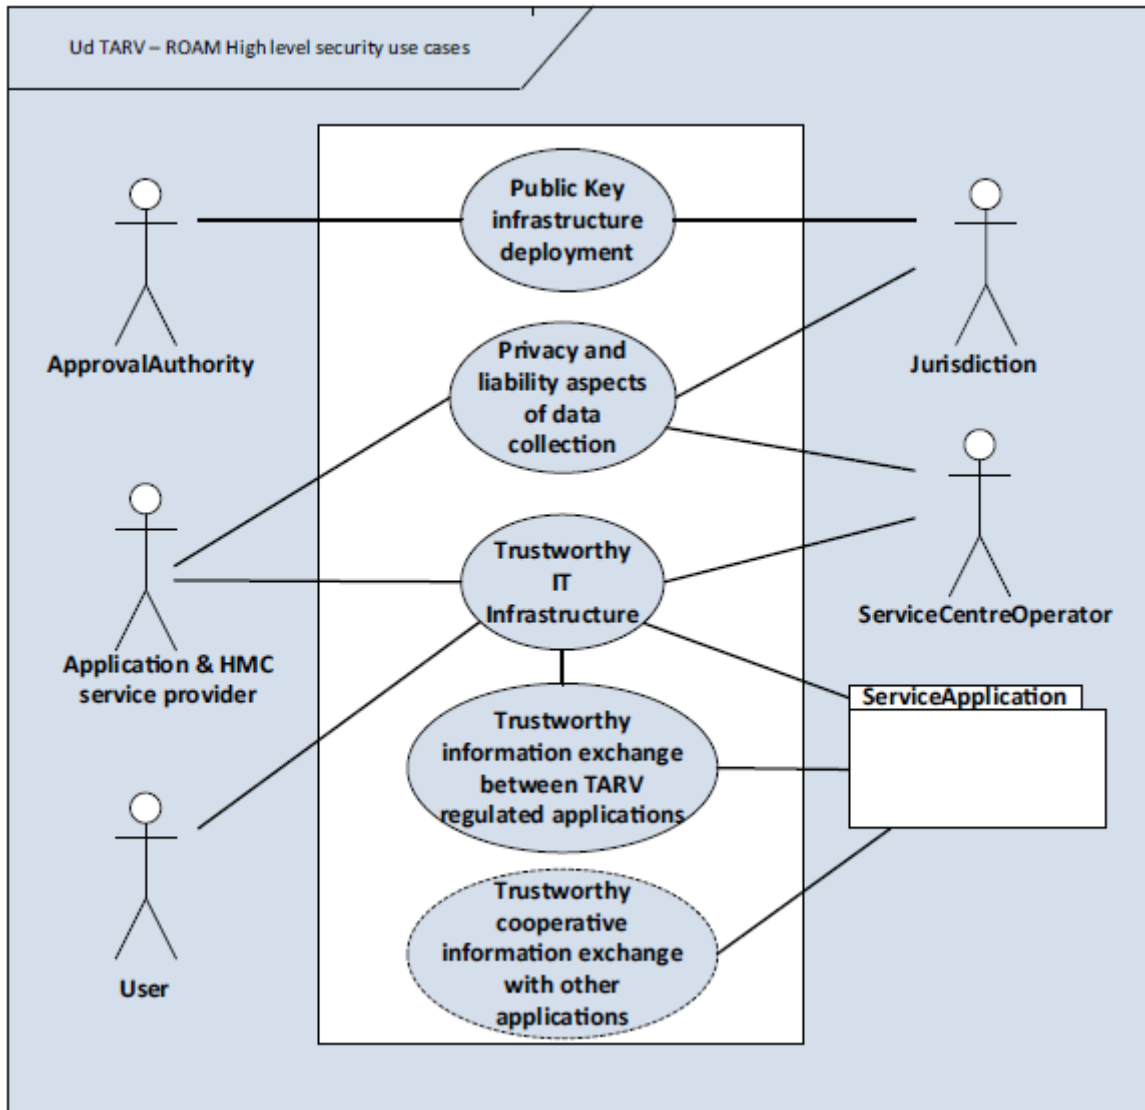 Ud TARV – ROAM High level security use cases
Public Key
infrastructure
deployment
ApprovalAuthority
Jurisdiction
Privacy and
liability aspects
of data
collection
Application & HMC
service provider
Trustworthy
IT
Infrastructure
ServiceCentreOperator
ServiceApplication
Trustworthy
information exchange
between TARV
regulated applications
User
Trustworthy
cooperative
information exchange
with other
applications